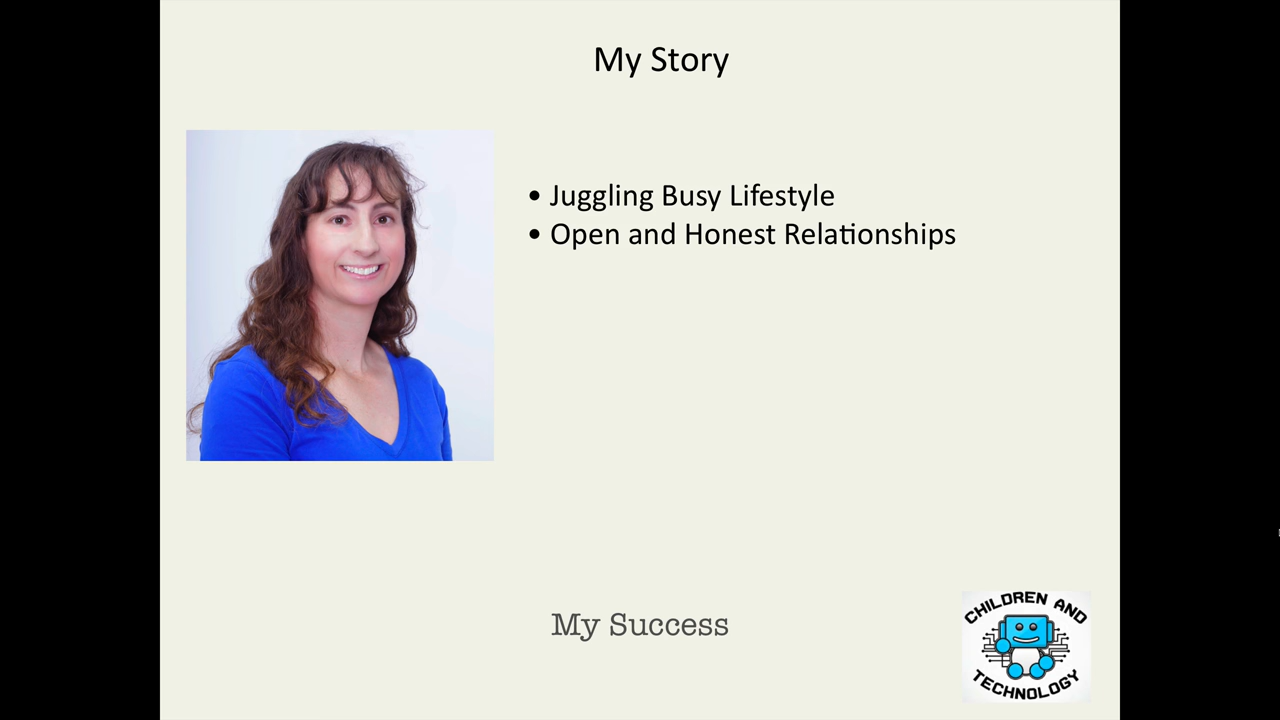 My Story
• Juggling Busy Lifestyle
• Open and Honest Relationships
My Success
CHILDREN AND
TECHNOLOGY